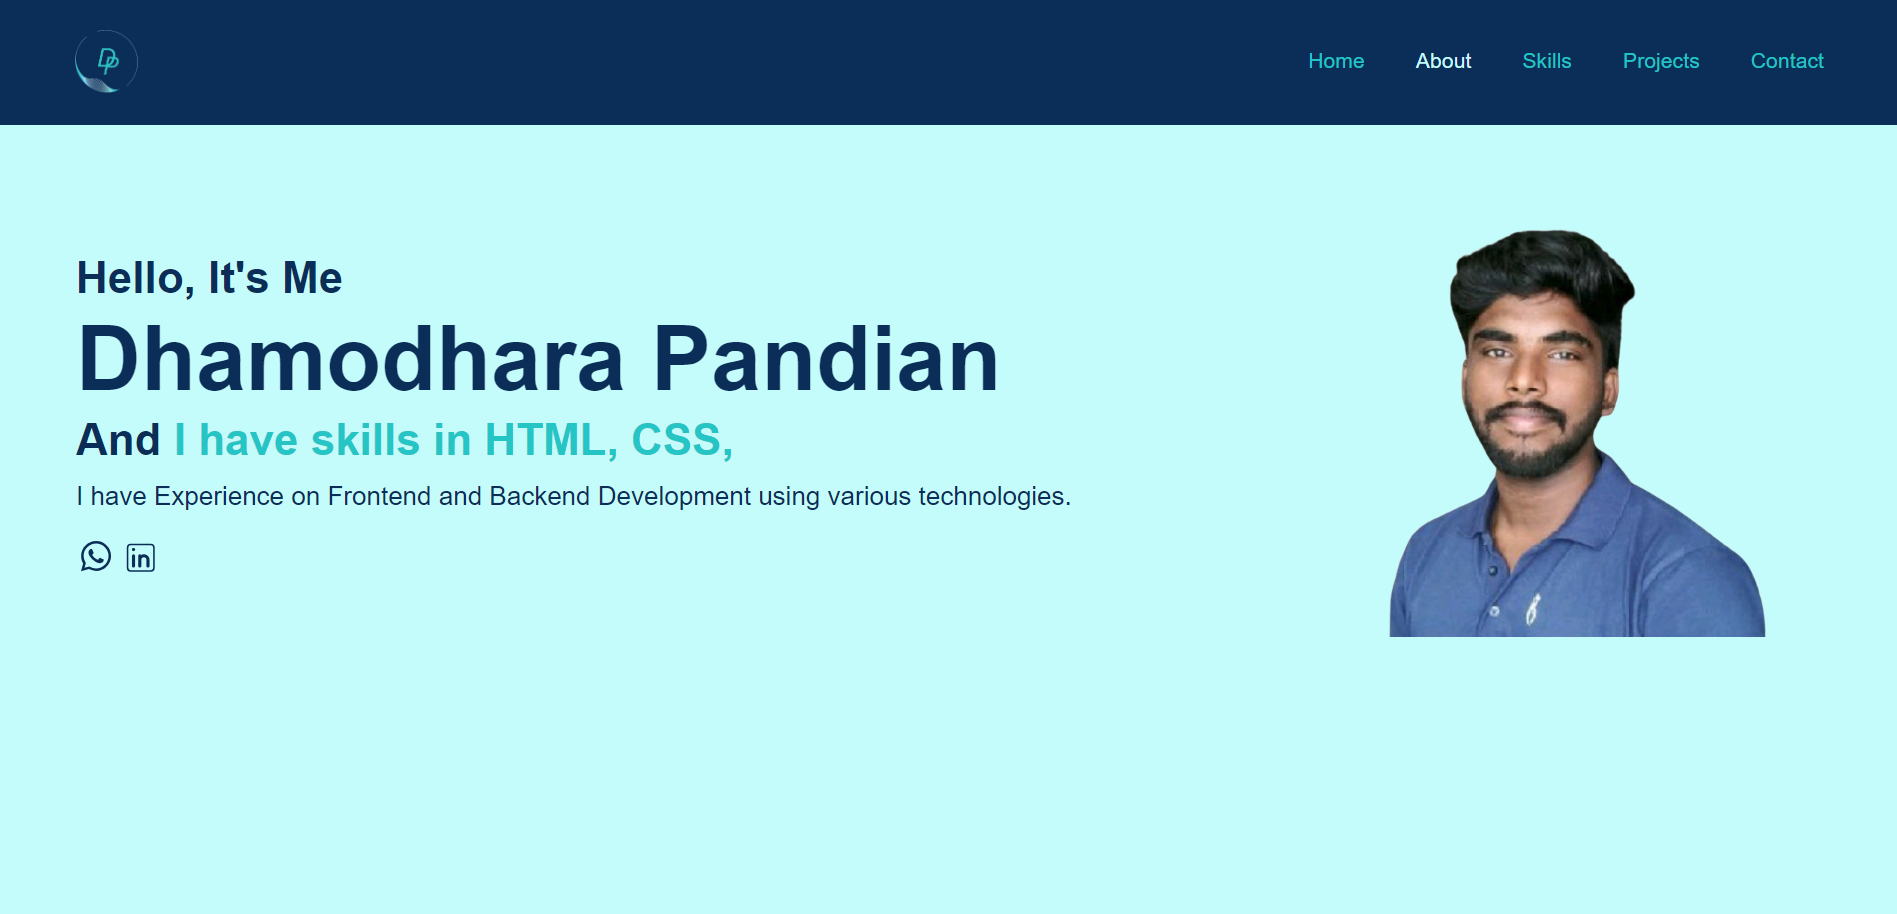 DP
Home About Skills Projects Contact
Hello, It's Me
Dhamodhara Pandian
And I have skills in HTML, CSS,
I have Experience on Frontend and Backend Development using various technologies.
in